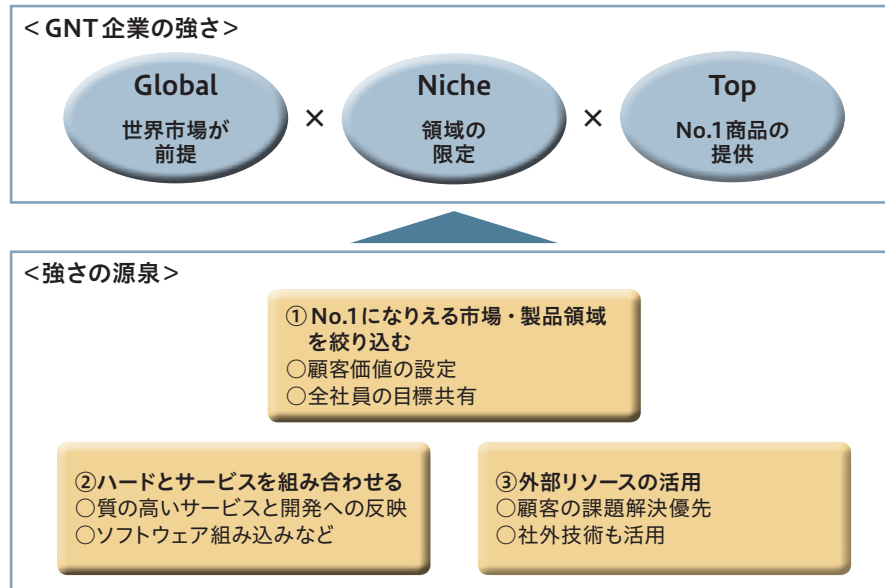 ＜GNT企業の強さ＞
Global
世界市場が
前提
×
Niche
領域の
限定
×
Top
No.1商品の
提供
＜強さの源泉＞
①No.1になりえる市場・製品領域
を絞り込む
○顧客価値の設定
○全社員の目標共有
②ハードとサービスを組み合わせる
○質の高いサービスと開発への反映
○ソフトウェア組み込みなど
③外部リソースの活用
○顧客の課題解決優先
○社外技術も活用